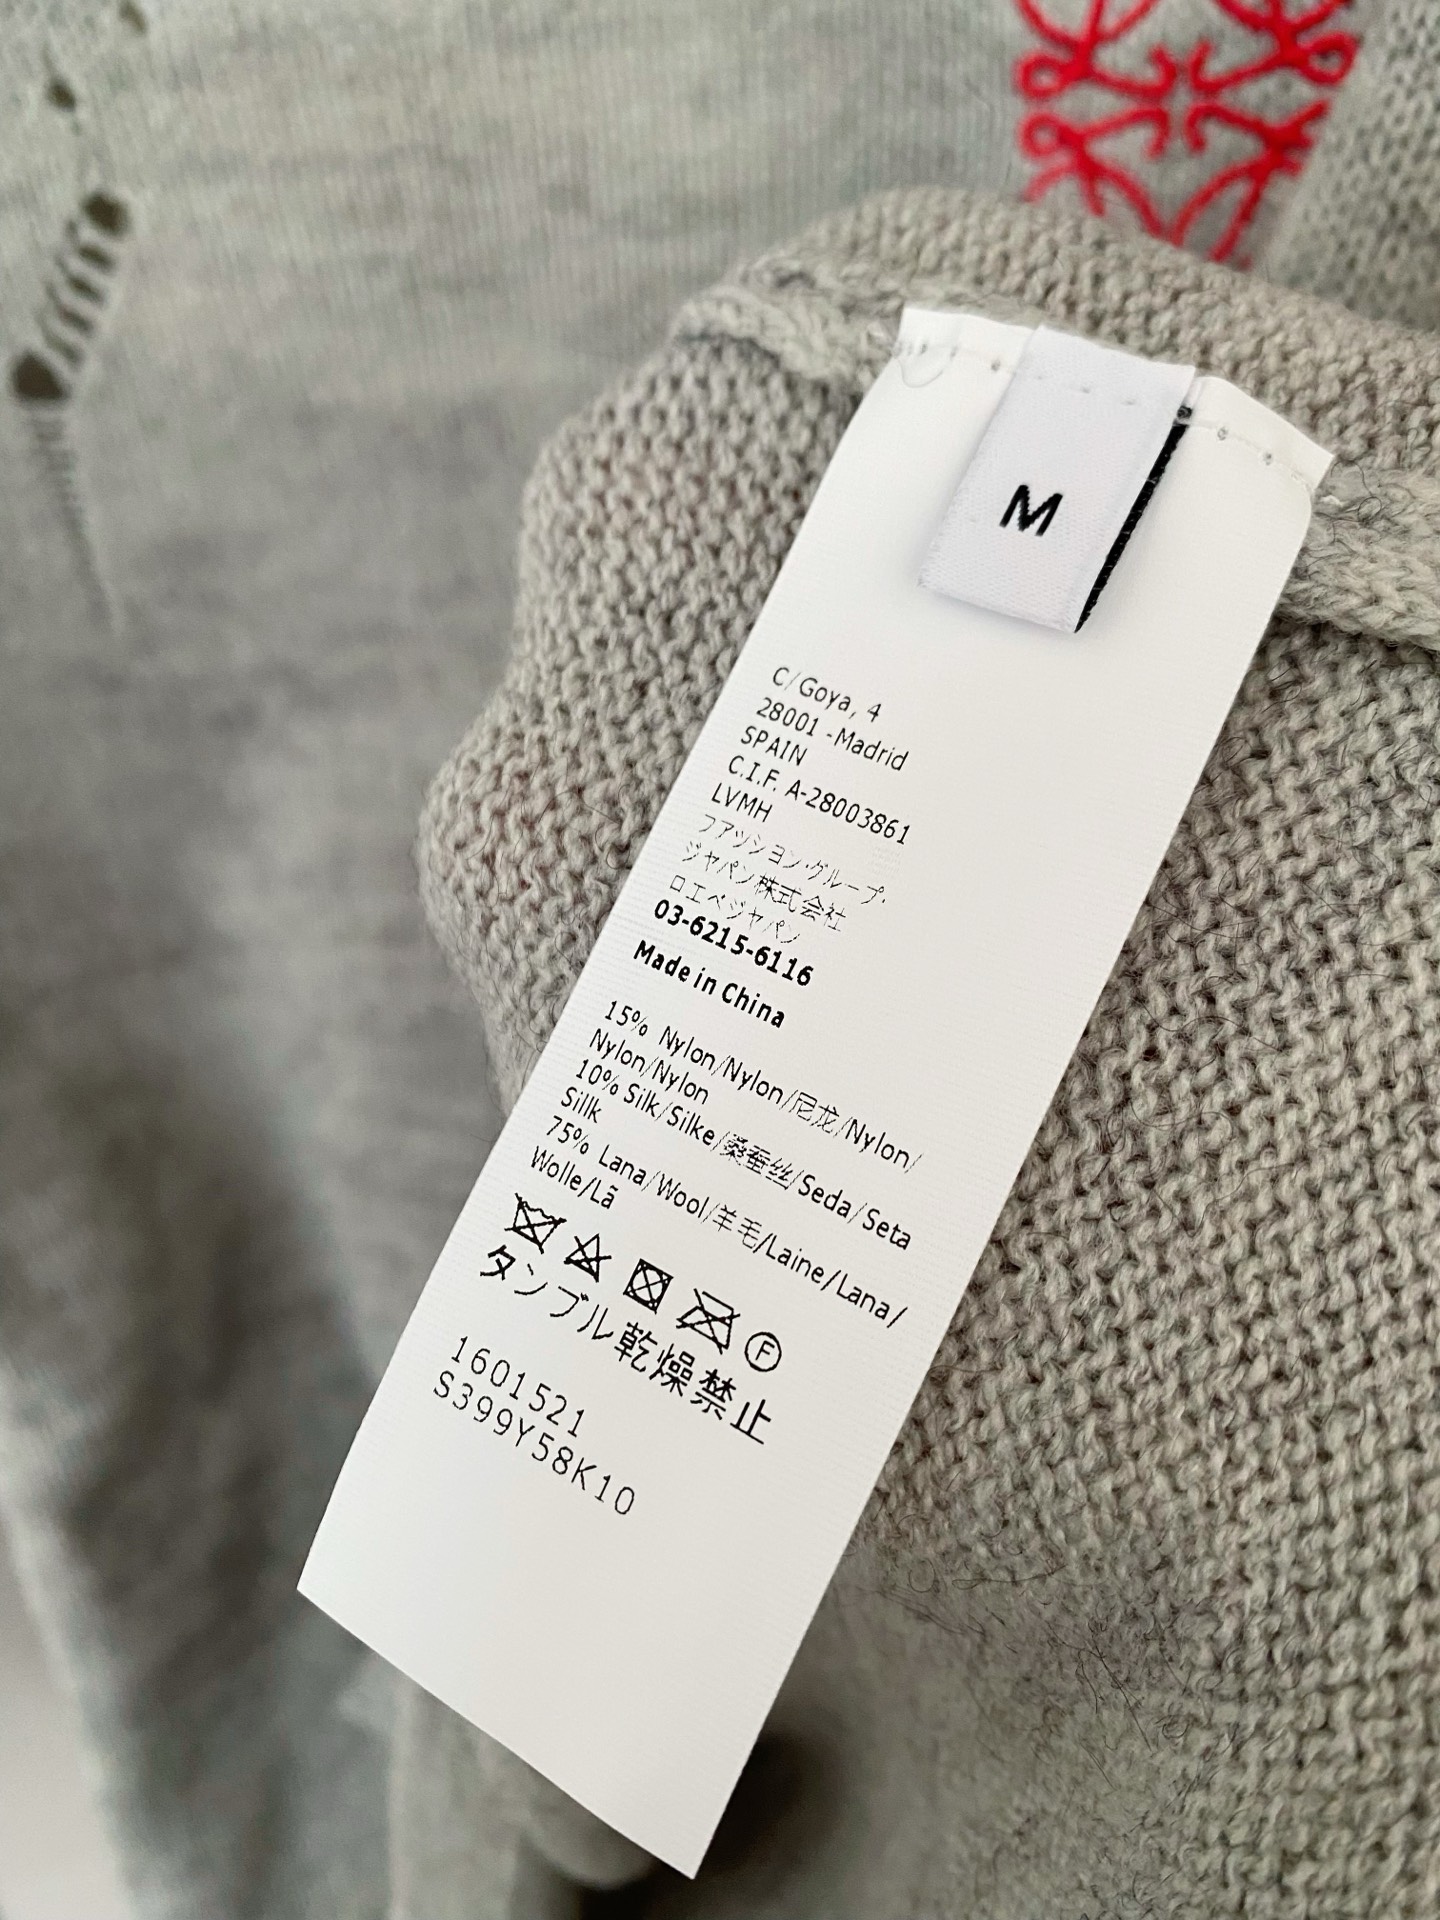 M
C/Goya, 4
28001 -Madrid
SPAIN
C.I.F. A-28003861
LVMH
ファッション・グループ・
ジャパン株式会社
ロエベジャパン
03-6215-6116
Made in China
15% Nylon/Nylon/尼龙/Nylon/
Nylon/Nylon
10% Silk/Silke/桑蚕丝/Seda/Seta
Sillk
75% Lana/Wool/羊毛/Laine/Lana/
Wolle/Lã
F
タンブル乾燥禁止
1601521
S399Y58K10